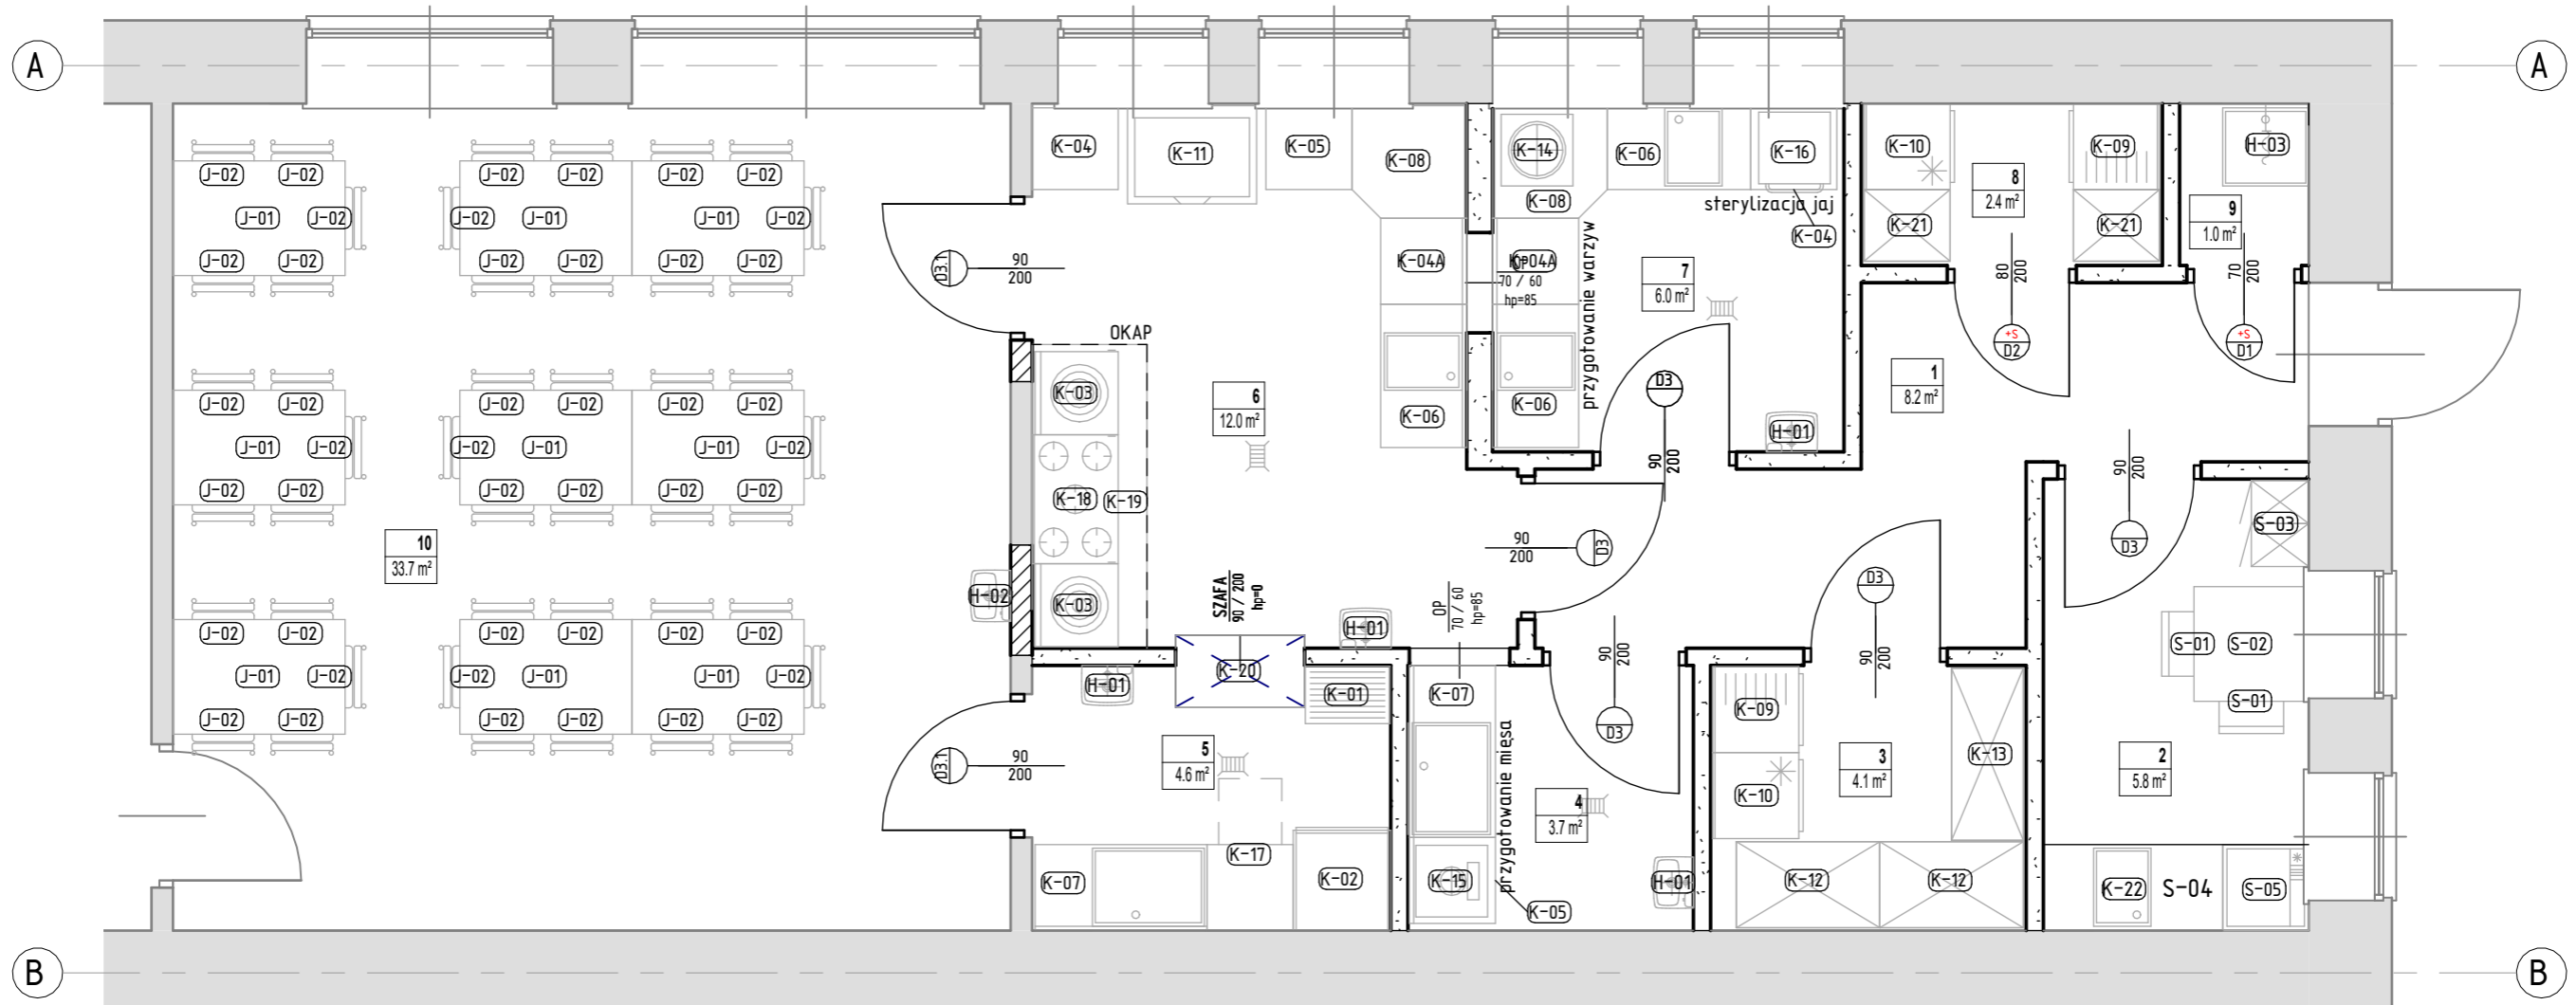 A
A
K-04
K-11
K-05
K-08
K-14
K-06
K-16
K-10
K-09
H-03
J-02
J-02
J-02
J-02
J-02
J-02
J-01
J-02
J-02
J-01
J-01
J-02
J-02
J-02
J-02
J-02
J-02
J-02
K-08
sterylizacja jaj
K-04
K-21
8
2.4 m²
K-21
9
1.0 m²
D3.1
90
200
K-04A
K-04A
OP
70 / 60
hp=85
przygotowanie warzyw
7
6.0 m²
80
200
70
200
+S
D2
+S
D1
OKAP
K-03
6
12.0 m²
K-06
K-06
D3
90
200
H-01
1
8.2 m²
90
200
D3
J-02
J-02
J-02
J-02
J-02
J-02
J-01
J-02
J-02
J-01
J-01
J-02
J-02
J-02
J-02
J-02
J-02
J-02
K-18
K-19
90
200
D3
S-03
10
33.7 m²
H-02
K-03
SZAFA
90 / 200
hp=0
H-01
OP
70 / 60
hp=85
90
200
D3
D3
90
200
S-01
S-02
S-01
J-02
J-02
J-02
J-02
J-02
J-02
J-01
J-02
J-02
J-01
J-01
J-02
J-02
J-02
J-02
J-02
J-02
J-02
H-01
K-20
K-01
K-07
K-09
K-13
D3.1
90
200
5
4.6 m²
przygotowanie mięsa
4
3.7 m²
K-10
3
4.1 m²
2
5.8 m²
K-07
K-17
K-02
K-15
K-05
H-01
K-12
K-12
K-22
S-04
S-05
B
B